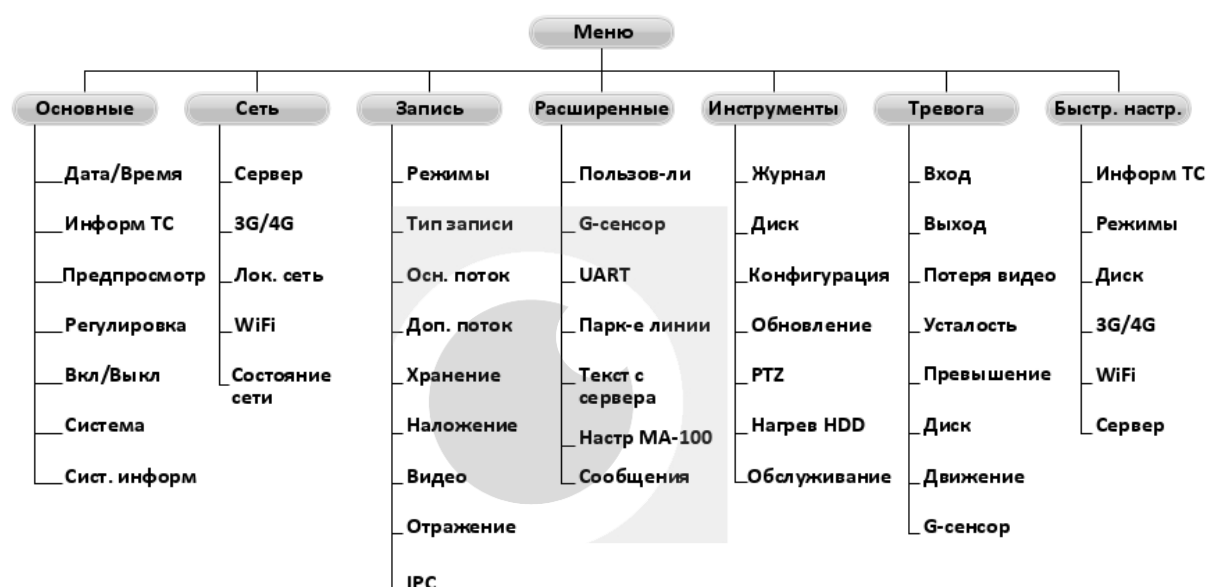 Меню
Основные
Дата/Время
Информ ТС
Предпросмотр
Регулировка
Вкл/Выкл
Система
Сист. информ
Сеть
Сервер
3G/4G
Лок. сеть
WiFi
Состояние
сети
Запись
Режимы
Тип записи
Осн. поток
Доп. поток
Хранение
Наложение
Видео
Отражение
IPC
Расширенные
Пользов-ли
G-сенсор
UART
Парк-е линии
Текст с
сервера
Настр МА-100
Сообщения
Инструменты
Журнал
Диск
Конфигурация
Обновление
PTZ
Нагрев HDD
Обслуживание
Тревога
Вход
Выход
Потеря видео
Усталость
Превышение
Диск
Движение
G-сенсор
Быстр. настр.
Информ ТС
Режимы
Диск
3G/4G
WiFi
Сервер